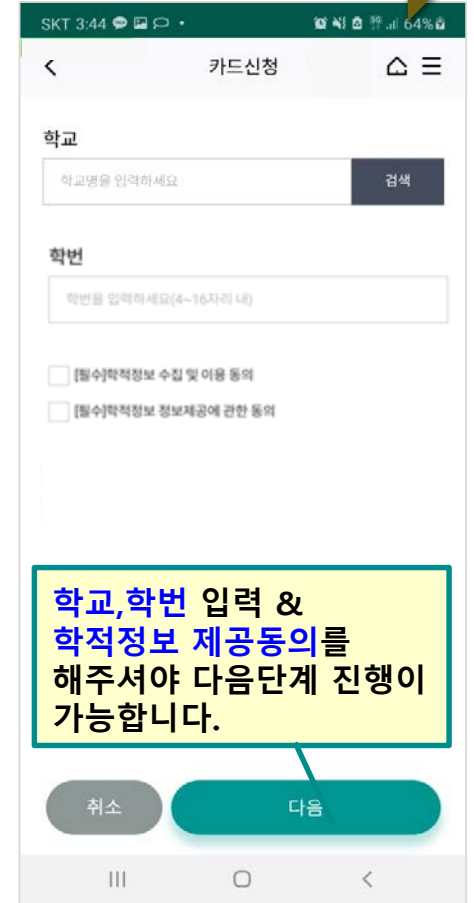 SKT 3:44
64%
카드신청
학교
학교명을 입력하세요
검색
학번
학번을 입력하세요(4~16자리 내)
[필수]학적정보 수집 및 이용 동의
[필수]학적정보 정보제공에 관한 동의
학교,학번 입력 &
학적정보 제공동의를
해주셔야 다음단계 진행이
가능합니다.
취소
다음